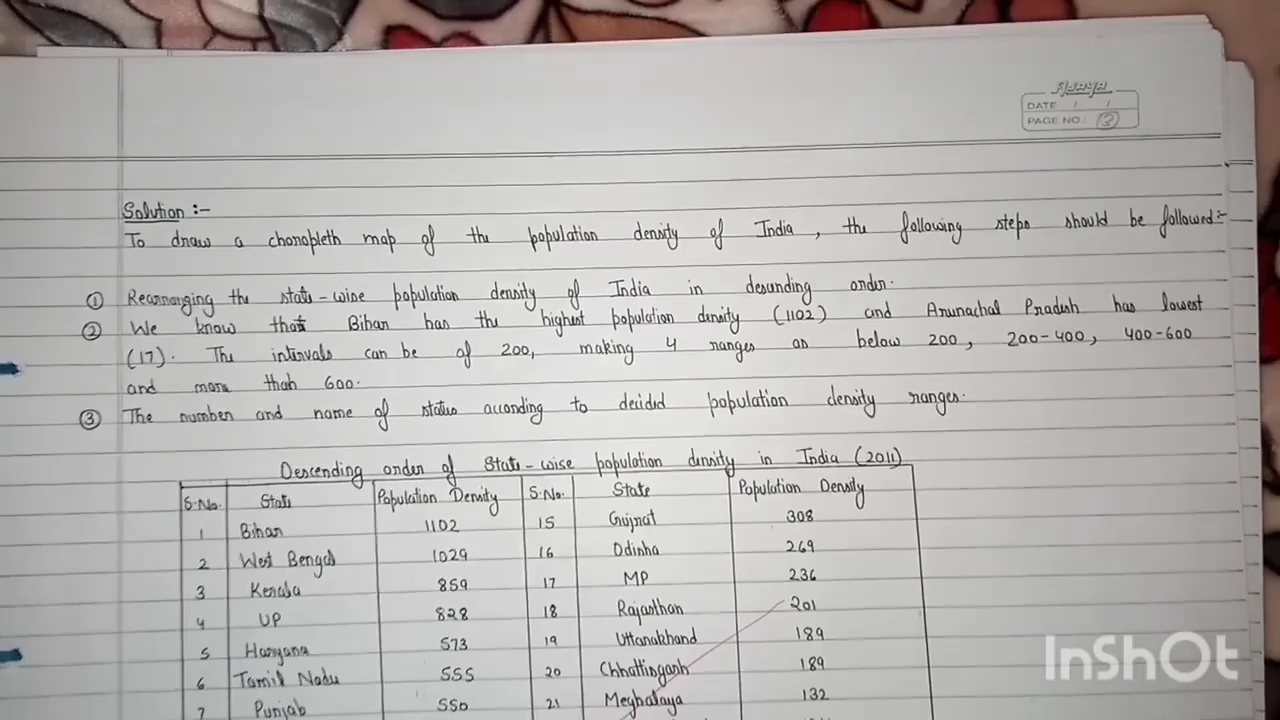 Ajaya
DATE / /
PAGE NO.: 3
Solution :-
To draw a choropleth map of the population density of India, the following steps should be followed:-
① Rearranging the state-wise population density of India in descending order.
② We know that Bihar has the highest population density (1102) and Arunachal Pradesh has lowest
(17). The intervals can be of 200, making 4 ranges as below 200, 200-400, 400-600
and more than 600.
③ The number and name of states according to decided population density ranges.
Descending order of State-wise population density in India (2011)
S.No. State Population Density S.No. State Population Density
1 Bihar 1102 15 Gujrat 308
2 West Bengal 1029 16 Odisha 269
3 Kerala 859 17 MP 236
4 UP 828 18 Rajasthan 201
5 Haryana 573 19 Uttarakhand 189
6 Tamil Nadu 555 20 Chhattisgarh 189
7 Punjab 550 21 Meghalaya 132
InShOt